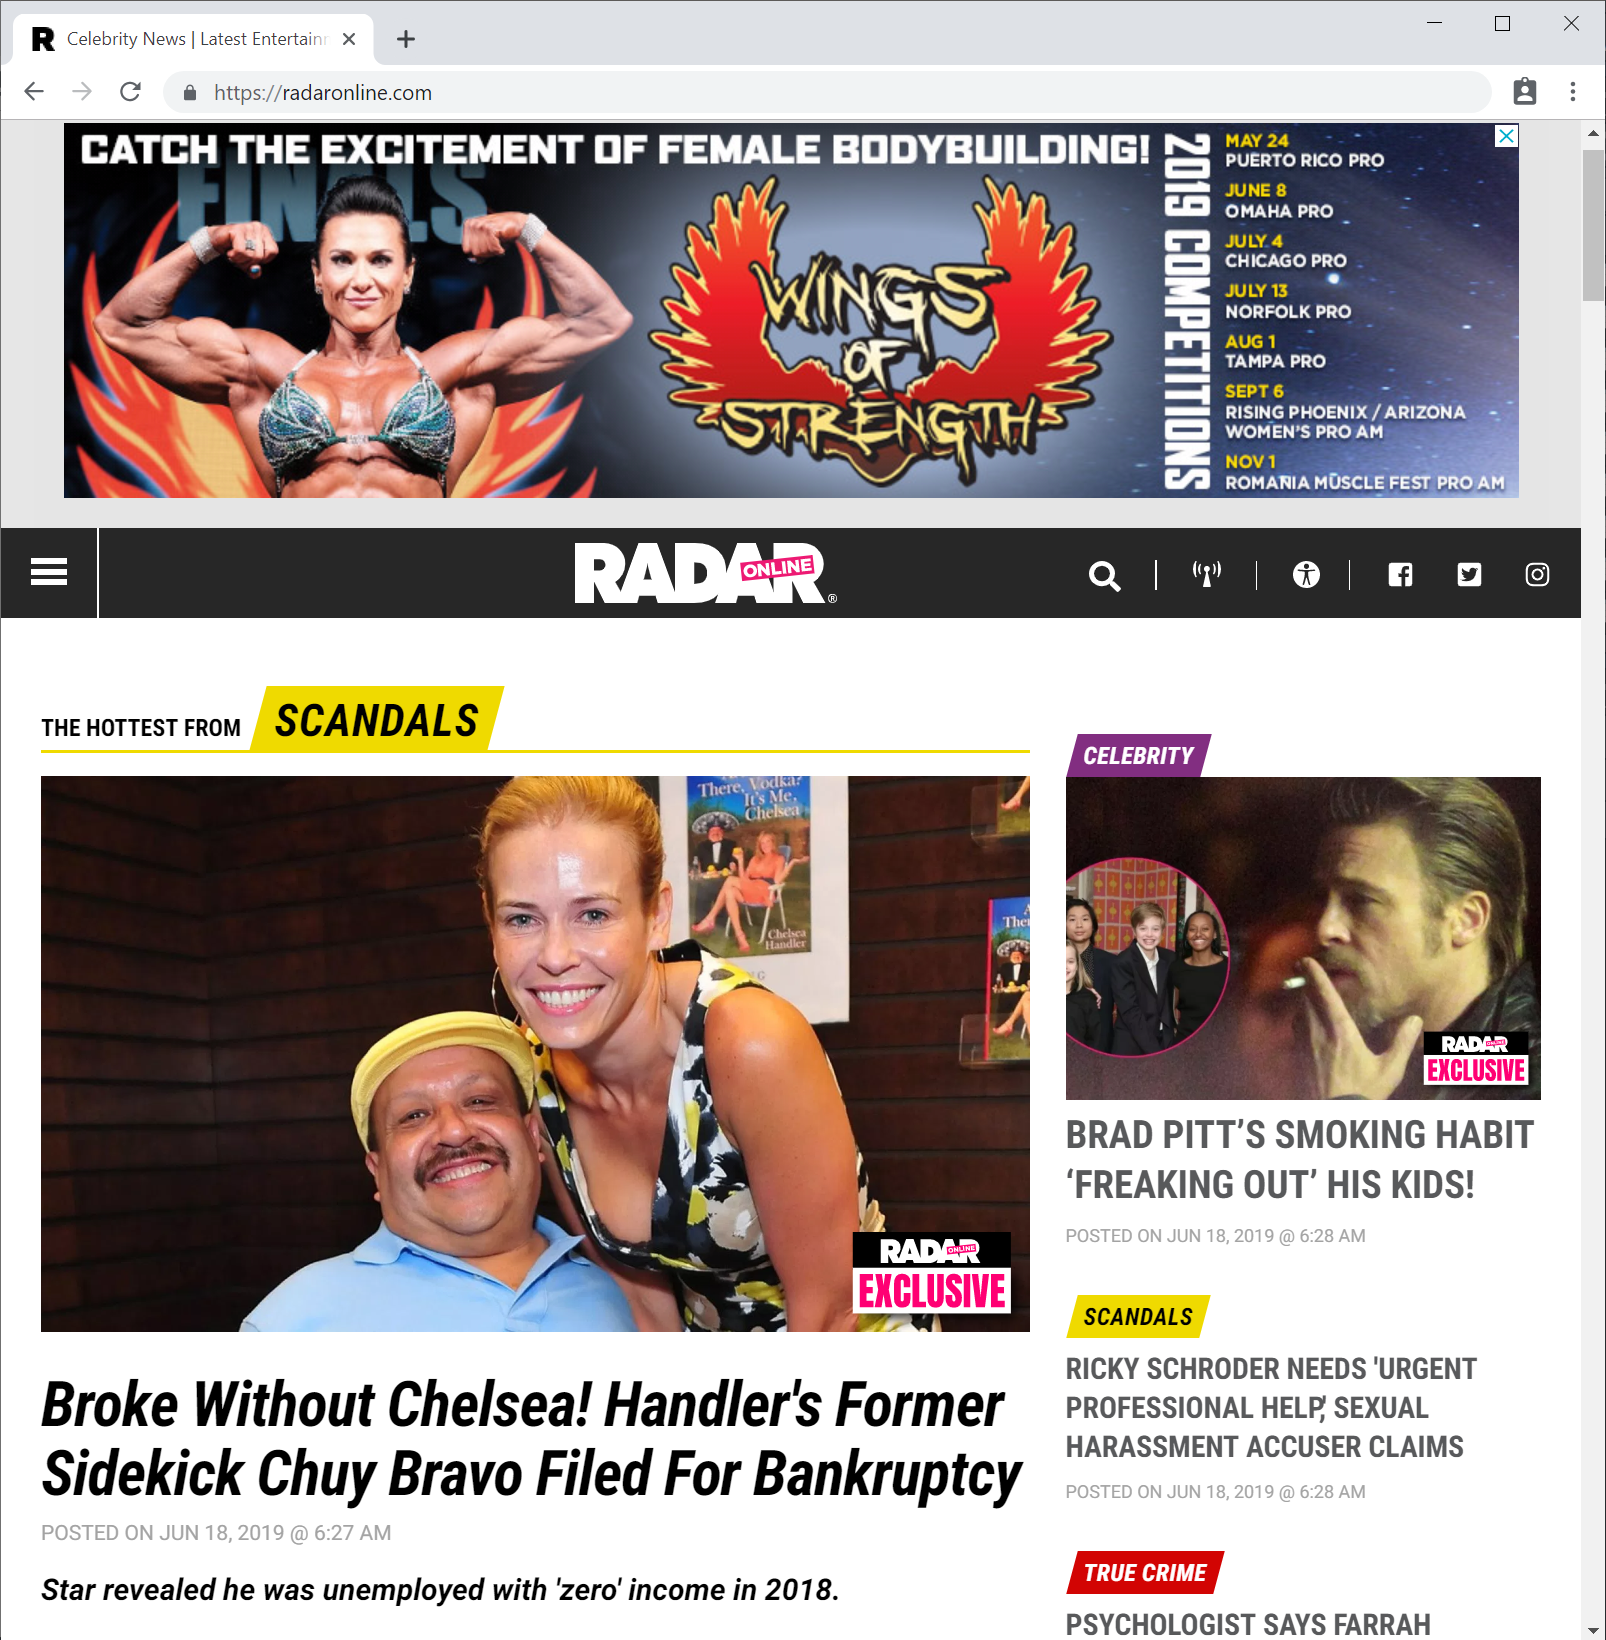 Celebrity News | Latest Entertain
https://radaronline.com
CATCH THE EXCITEMENT OF FEMALE BODYBUILDING!
FINALS
WINGS
OF
STRENGTH
2019 COMPETITIONS
MAY 24
PUERTO RICO PRO
JUNE 8
OMAHA PRO
JULY 4
CHICAGO PRO
JULY 13
NORFOLK PRO
AUG 1
TAMPA PRO
SEPT 6
RISING PHOENIX / ARIZONA
WOMEN'S PRO AM
NOV 1
ROMANIA MUSCLE FEST PRO AM
RADAR ONLINE ®
THE HOTTEST FROM SCANDALS
There, Vodka?
It's Me,
Chelsea
Chelsea
Handler
RADAR ONLINE
EXCLUSIVE
Broke Without Chelsea! Handler's Former
Sidekick Chuy Bravo Filed For Bankruptcy
POSTED ON JUN 18, 2019 @ 6:27 AM
Star revealed he was unemployed with 'zero' income in 2018.
CELEBRITY
RADAR ONLINE
EXCLUSIVE
BRAD PITT’S SMOKING HABIT
‘FREAKING OUT’ HIS KIDS!
POSTED ON JUN 18, 2019 @ 6:28 AM
SCANDALS
RICKY SCHRODER NEEDS 'URGENT
PROFESSIONAL HELP,' SEXUAL
HARASSMENT ACCUSER CLAIMS
POSTED ON JUN 18, 2019 @ 6:28 AM
TRUE CRIME
PSYCHOLOGIST SAYS FARRAH